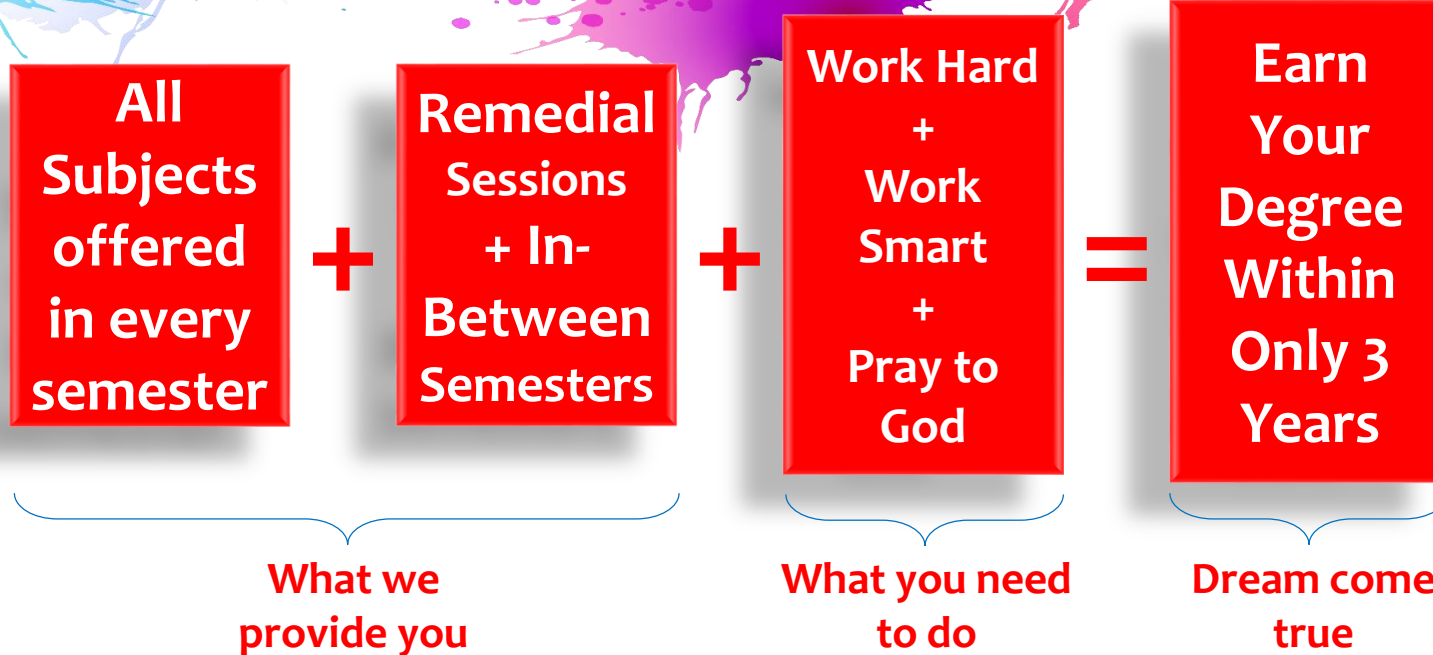 All
Subjects
offered
in every
semester
+
Remedial
Sessions
+ In-
Between
Semesters
+
Work Hard
+
Work
Smart
+
Pray to
God
=
Earn
Your
Degree
Within
Only 3
Years
What we
provide you
What you need
to do
Dream come
true